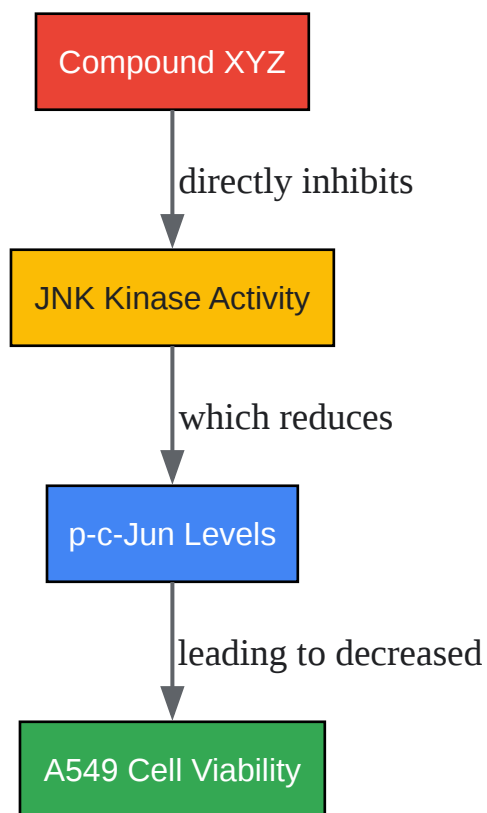 Compound XYZ
directly inhibits
JNK Kinase Activity
which reduces
p-c-Jun Levels
leading to decreased
A549 Cell Viability